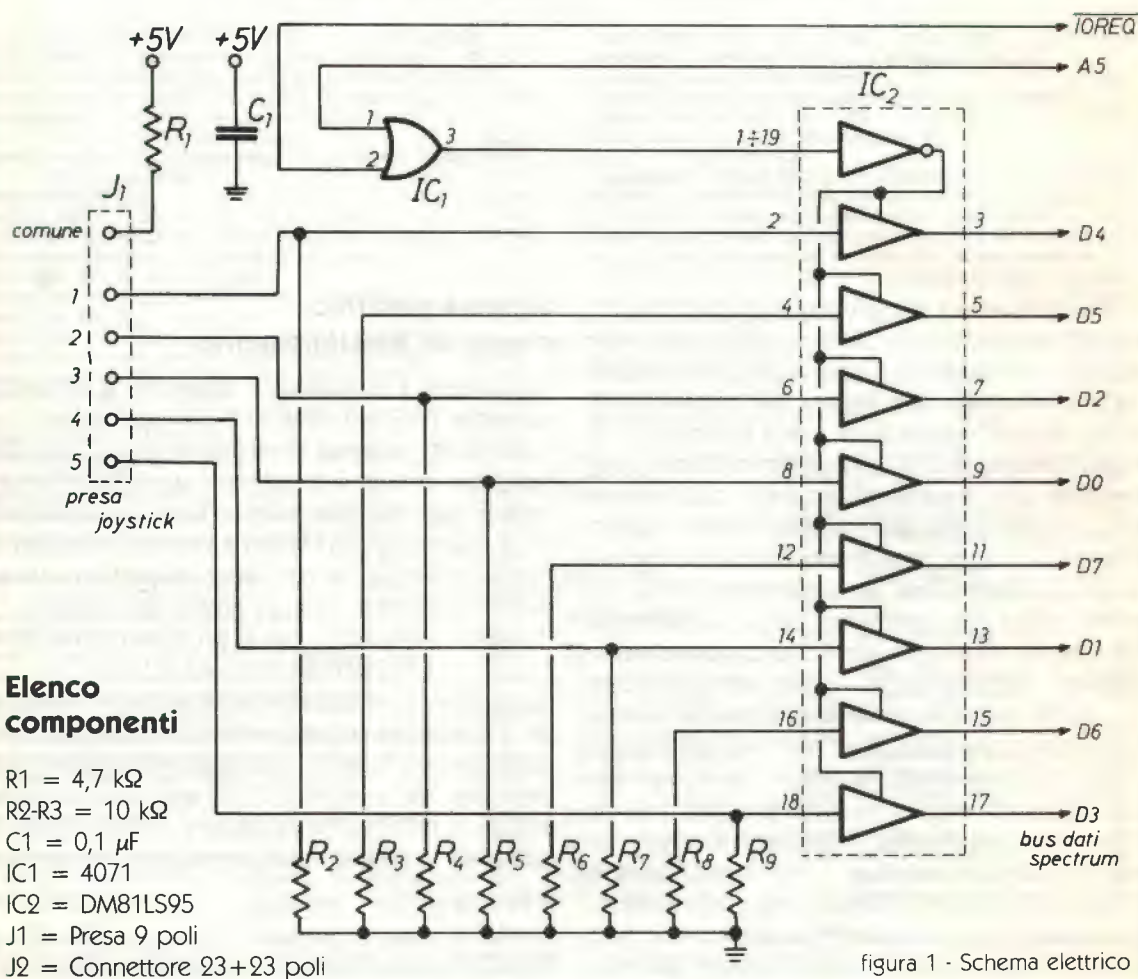 +5V
+5V
IOREQ
A5
R1
C1
J1
1
2
3
IC1
IC2
1÷19
comune
1
2
3
4
5
presa
joystick
2
3
D4
4
5
D5
6
7
D2
8
9
D0
12
11
D7
14
13
D1
16
15
D6
18
17
D3
bus dati
spectrum
R2
R3
R4
R5
R6
R7
R8
R9
Elenco
componenti
R1 = 4,7 kΩ
R2-R3 = 10 kΩ
C1 = 0,1 µF
IC1 = 4071
IC2 = DM81LS95
J1 = Presa 9 poli
J2 = Connettore 23+23 poli
figura 1 - Schema elettrico